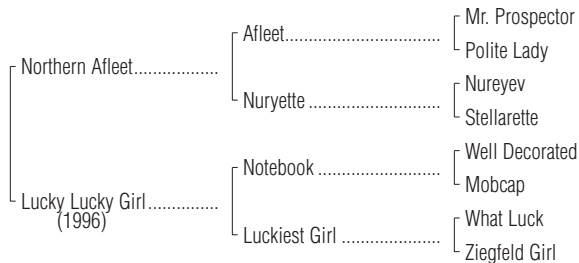 Mr. Prospector
Afleet
Polite Lady
Northern Afleet
Nureyev
Nuryette
Stellarette
Well Decorated
Notebook
Mobcap
Lucky Lucky Girl
(1996)
What Luck
Luckiest Girl
Ziegfeld Girl